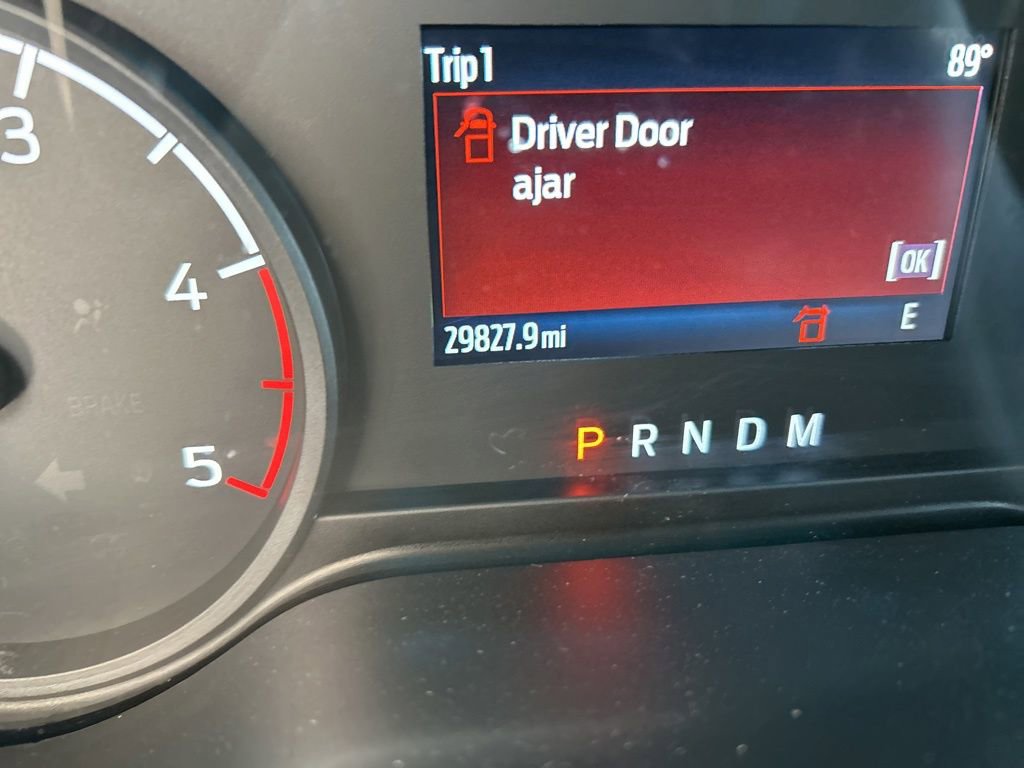 Trip 1 89°
Driver Door
ajar
[OK]
29827.9 mi E
P R N D M
3
4
BRAKE
5